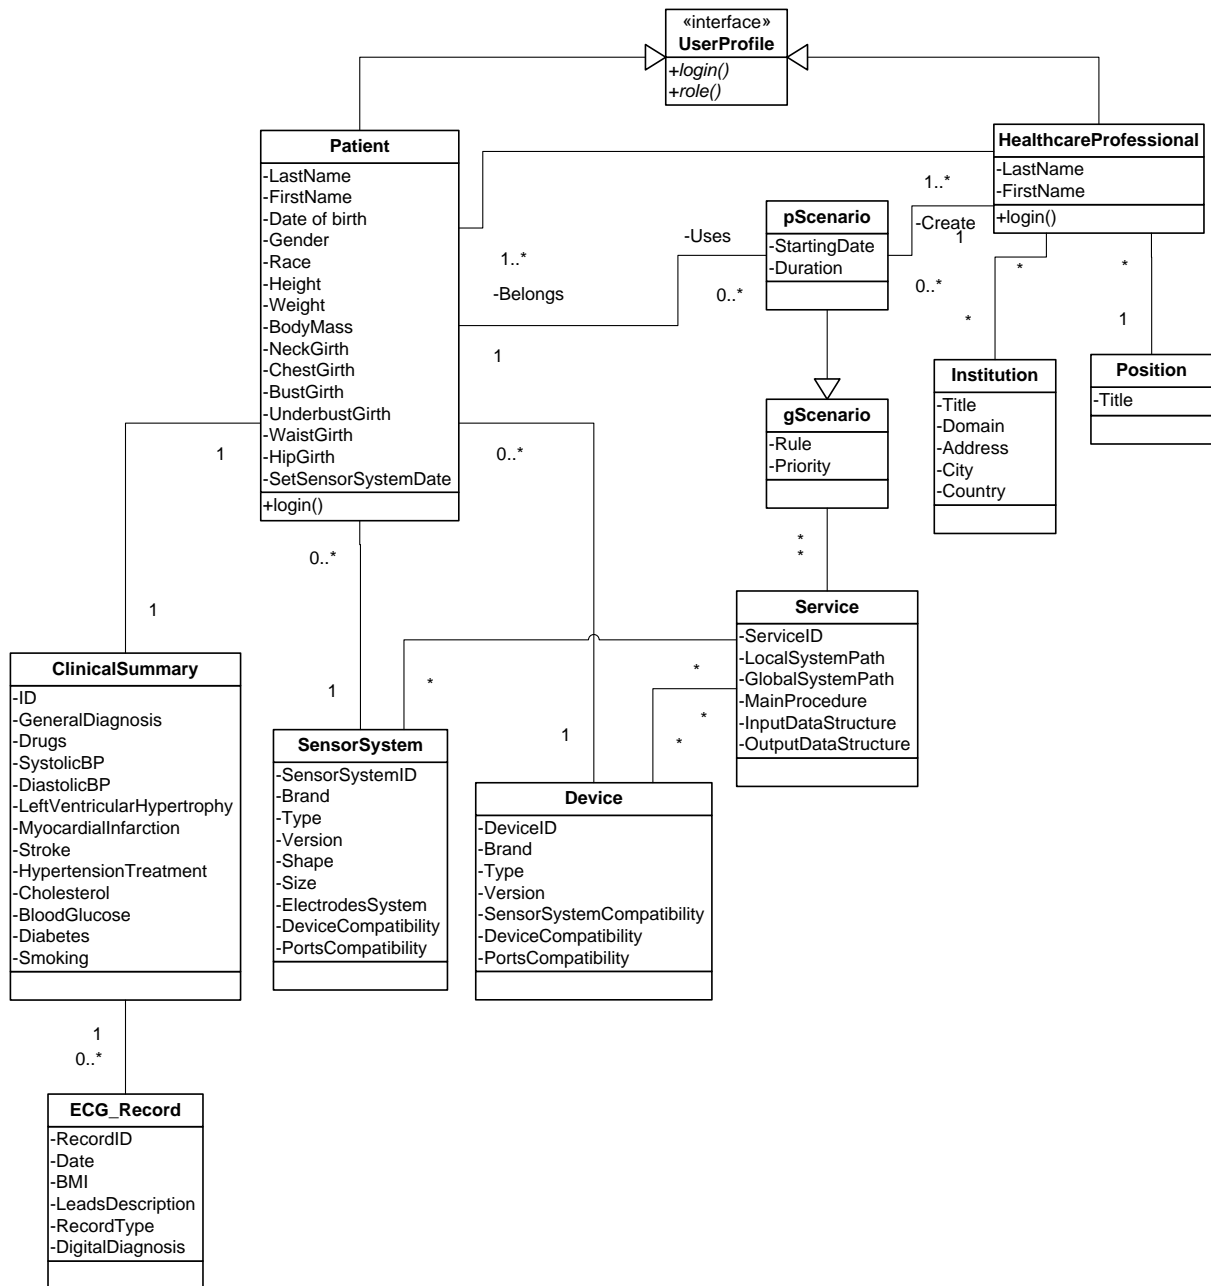 «interface»
UserProfile
+login()
+role()
Patient
-LastName
-FirstName
-Date of birth
-Gender
-Race
-Height
-Weight
-BodyMass
-NeckGirth
-ChestGirth
-BustGirth
-UnderbustGirth
-WaistGirth
-HipGirth
-SetSensorSystemDate
+login()
HealthcareProfessional
-LastName
-FirstName
+login()
1..*
-Create
1
0..*
-Uses
0..*
1..*
-Belongs
1
pScenario
-StartingDate
-Duration
*
*
*
1
Institution
-Title
-Domain
-Address
-City
-Country
Position
-Title
gScenario
-Rule
-Priority
*
*
1
0..*
0..*
1
1
*
1
*
*
*
Service
-ServiceID
-LocalSystemPath
-GlobalSystemPath
-MainProcedure
-InputDataStructure
-OutputDataStructure
ClinicalSummary
-ID
-GeneralDiagnosis
-Drugs
-SystolicBP
-DiastolicBP
-LeftVentricularHypertrophy
-MyocardialInfarction
-Stroke
-HypertensionTreatment
-Cholesterol
-BloodGlucose
-Diabetes
-Smoking
SensorSystem
-SensorSystemID
-Brand
-Type
-Version
-Shape
-Size
-ElectrodesSystem
-DeviceCompatibility
-PortsCompatibility
Device
-DeviceID
-Brand
-Type
-Version
-SensorSystemCompatibility
-DeviceCompatibility
-PortsCompatibility
1
0..*
ECG_Record
-RecordID
-Date
-BMI
-LeadsDescription
-RecordType
-DigitalDiagnosis